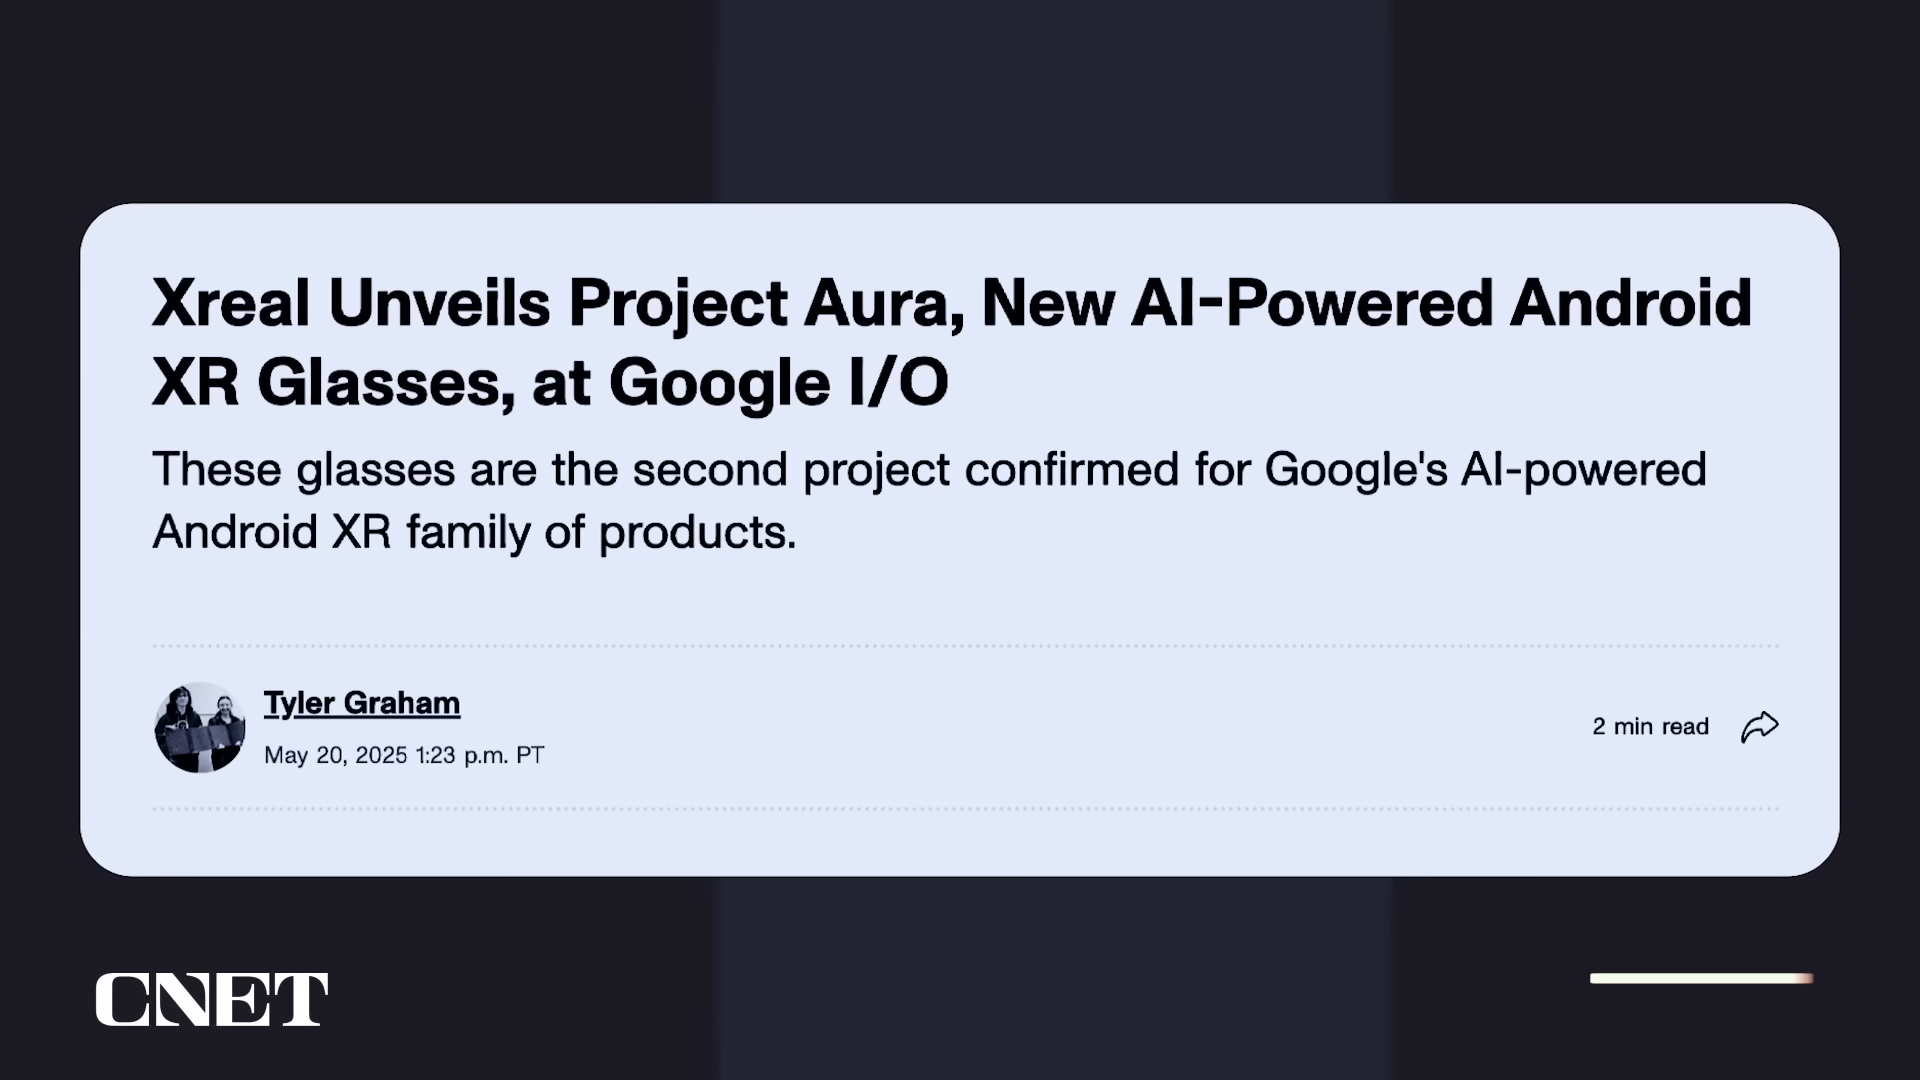 Xreal Unveils Project Aura, New AI-Powered Android
XR Glasses, at Google I/O
These glasses are the second project confirmed for Google's AI-powered
Android XR family of products.
Tyler Graham
May 20, 2025 1:23 p.m. PT
2 min read
CNET